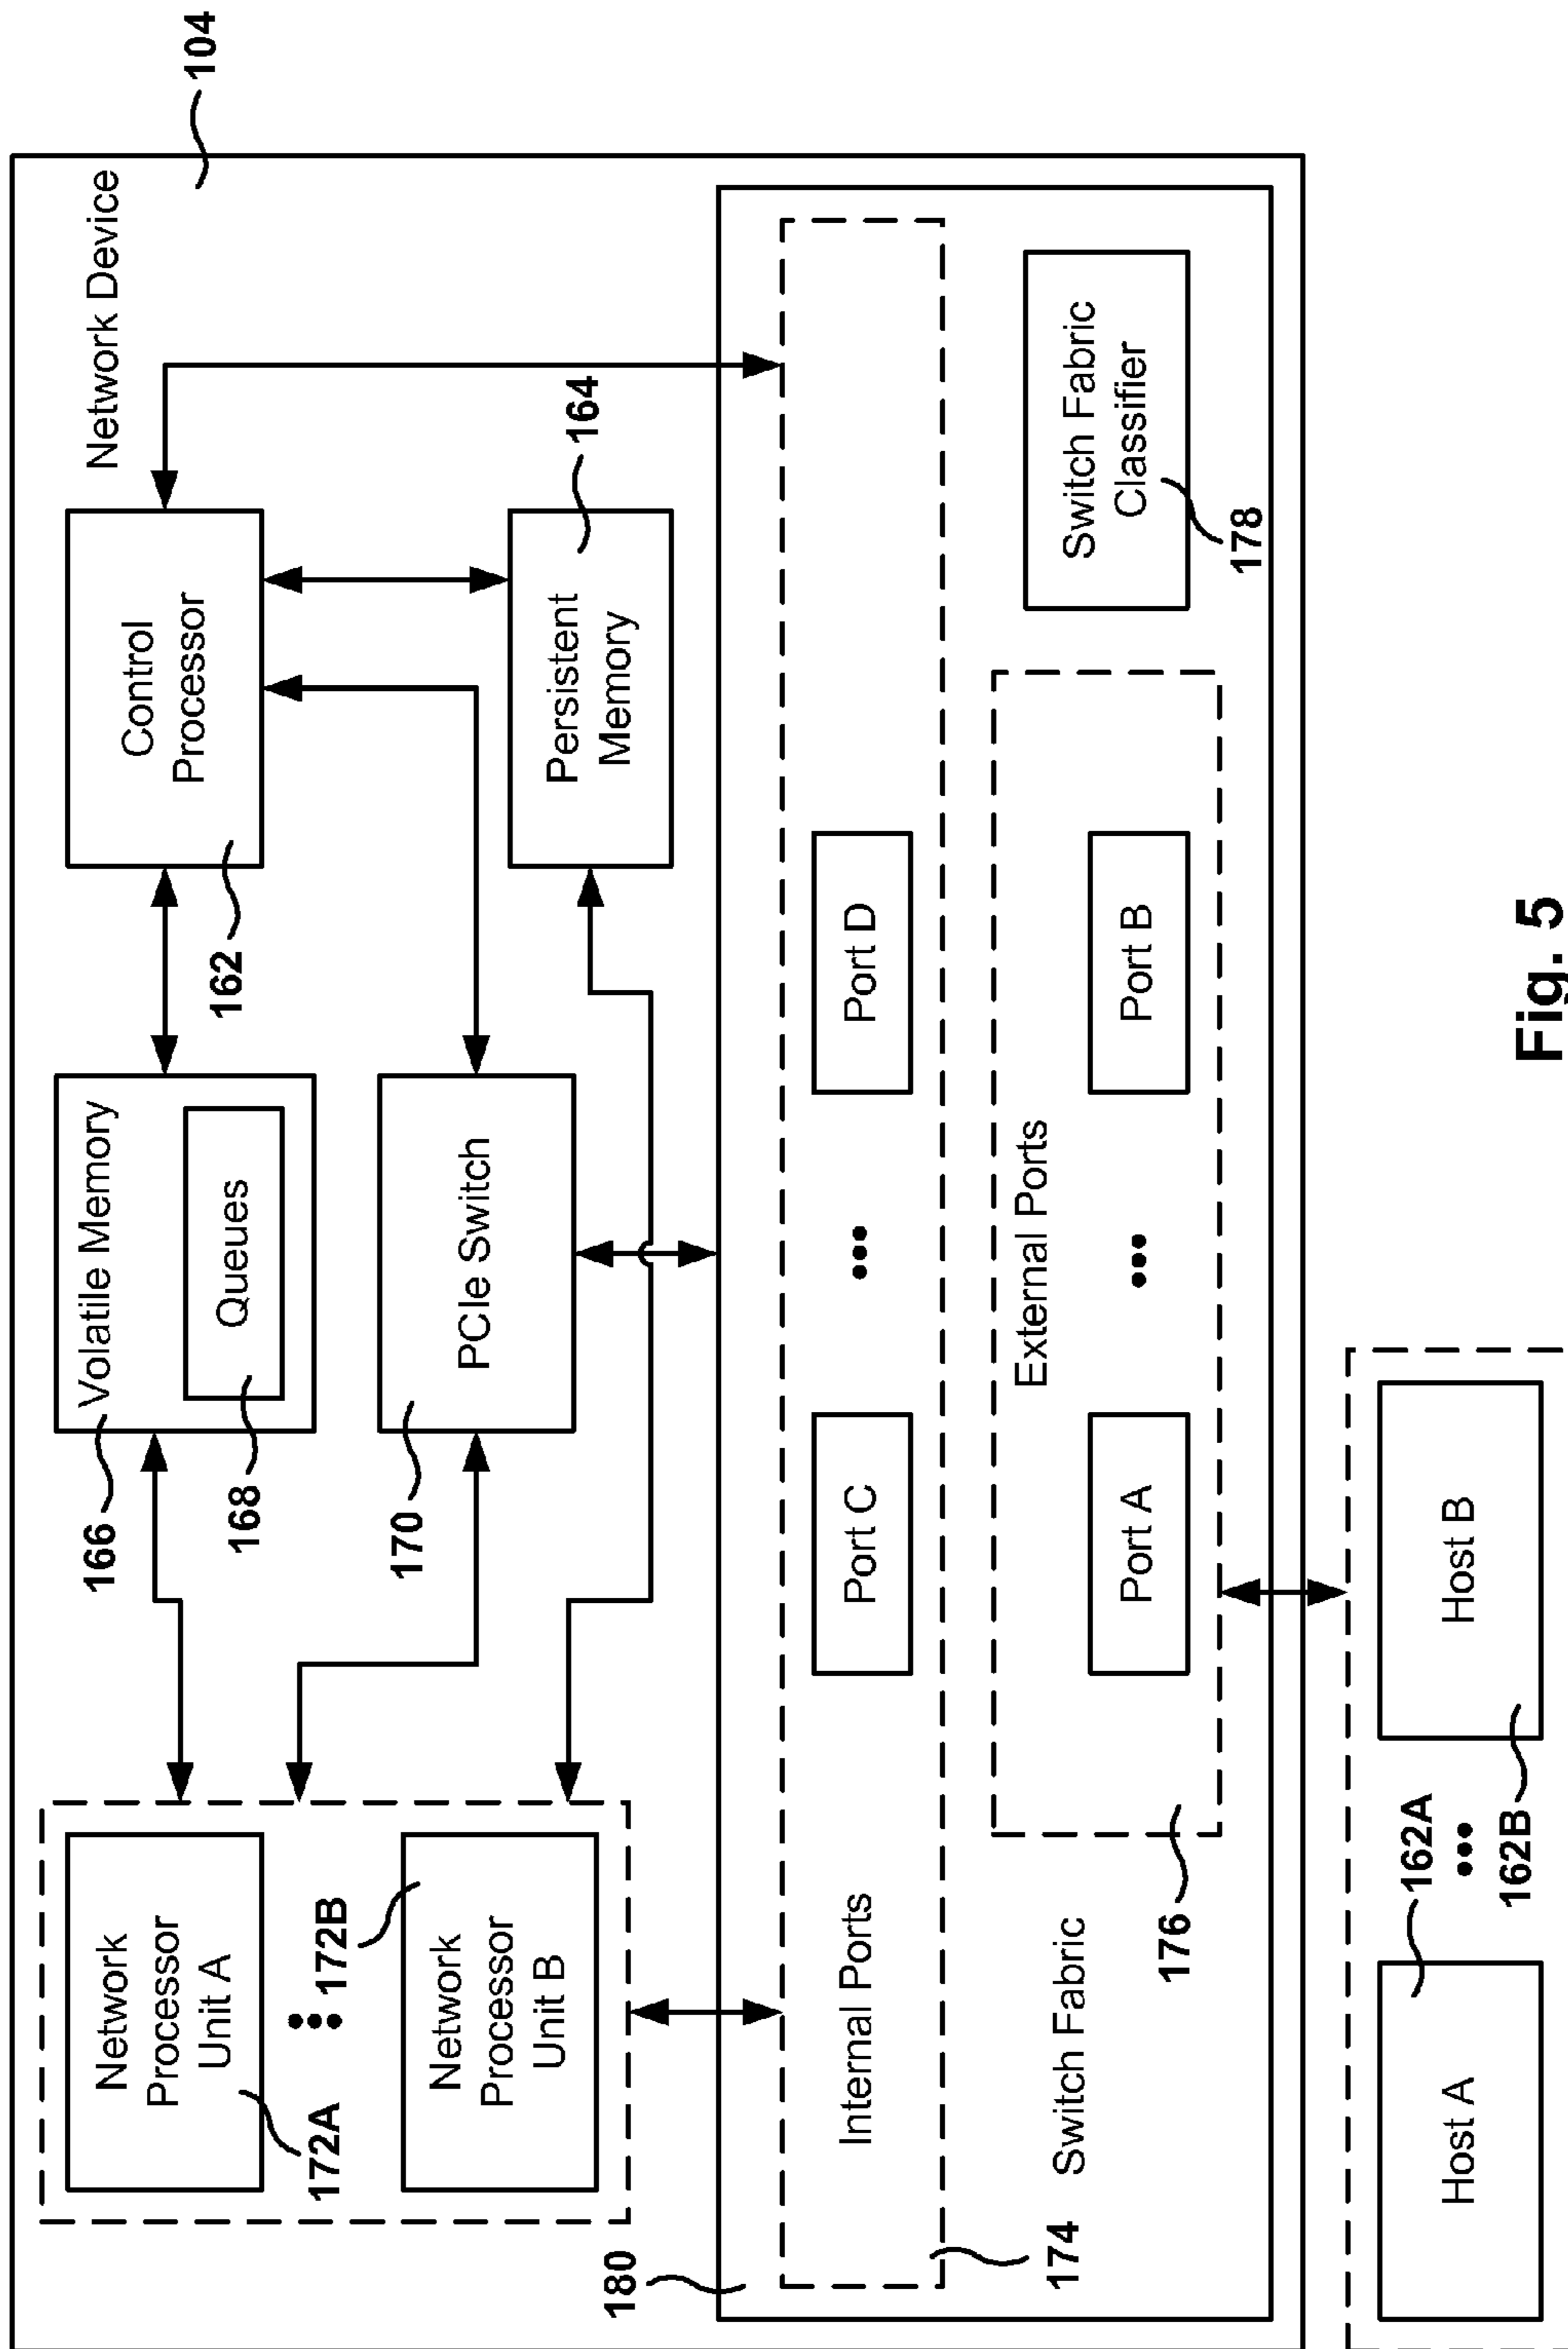 Network Device
104
Network
Processor
Unit A
172A
172B
Network
Processor
Unit B
Volatile Memory
166
Queues
168
Control
Processor
162
PCIe Switch
170
Persistent
Memory
164
180
Internal Ports
Port C
Port D
174
Switch Fabric
External Ports
Port A
Port B
176
Switch Fabric
Classifier
178
Host A
162A
Host B
162B
Fig. 5